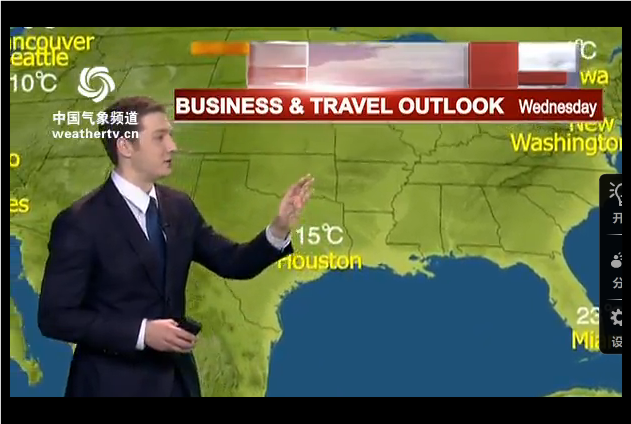 ncouver
eattle
10℃
中国气象频道
weathertv.cn
℃
wa
BUSINESS & TRAVEL OUTLOOK Wednesday
New
Washington
o
es
15℃
Houston
23
Mia
开
分
设